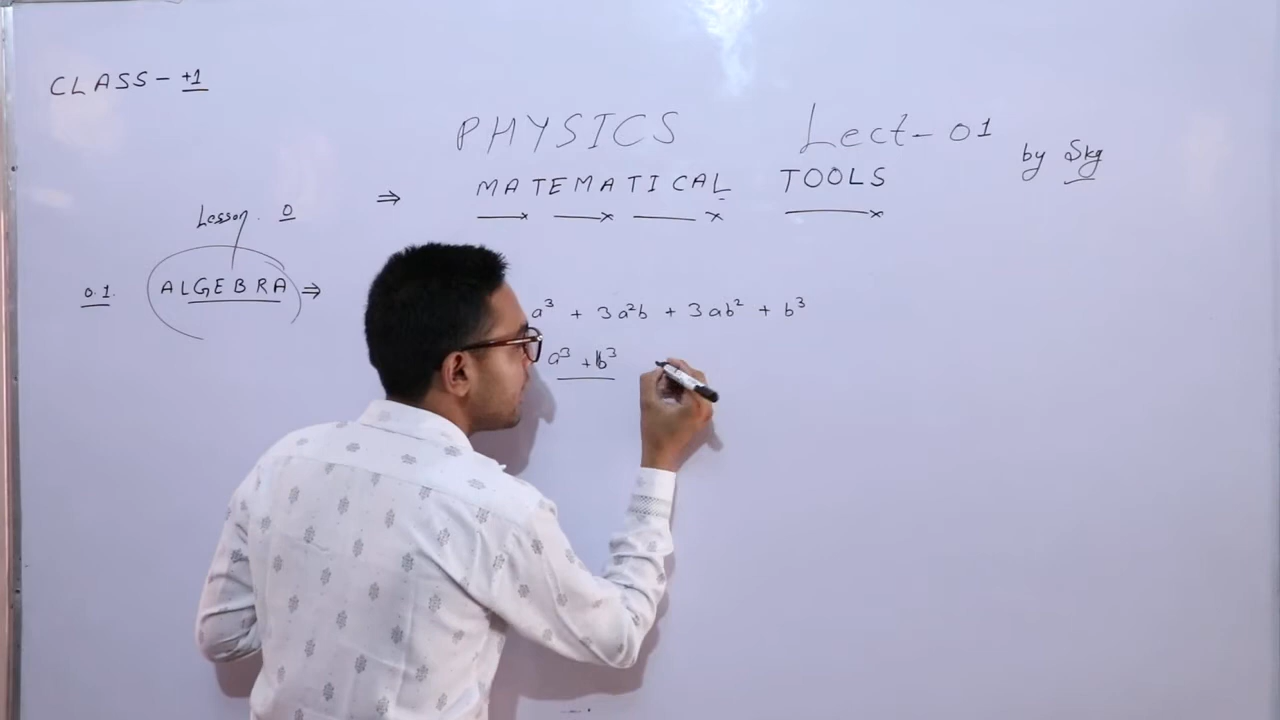 CLASS- +1
PHYSICS Lect-01
by Skg
⇒ MATEMATICAL TOOLS
Lesson. 0
0.1. ALGEBRA ⇒
a³ + 3a²b + 3ab² + b³
a³ + b³